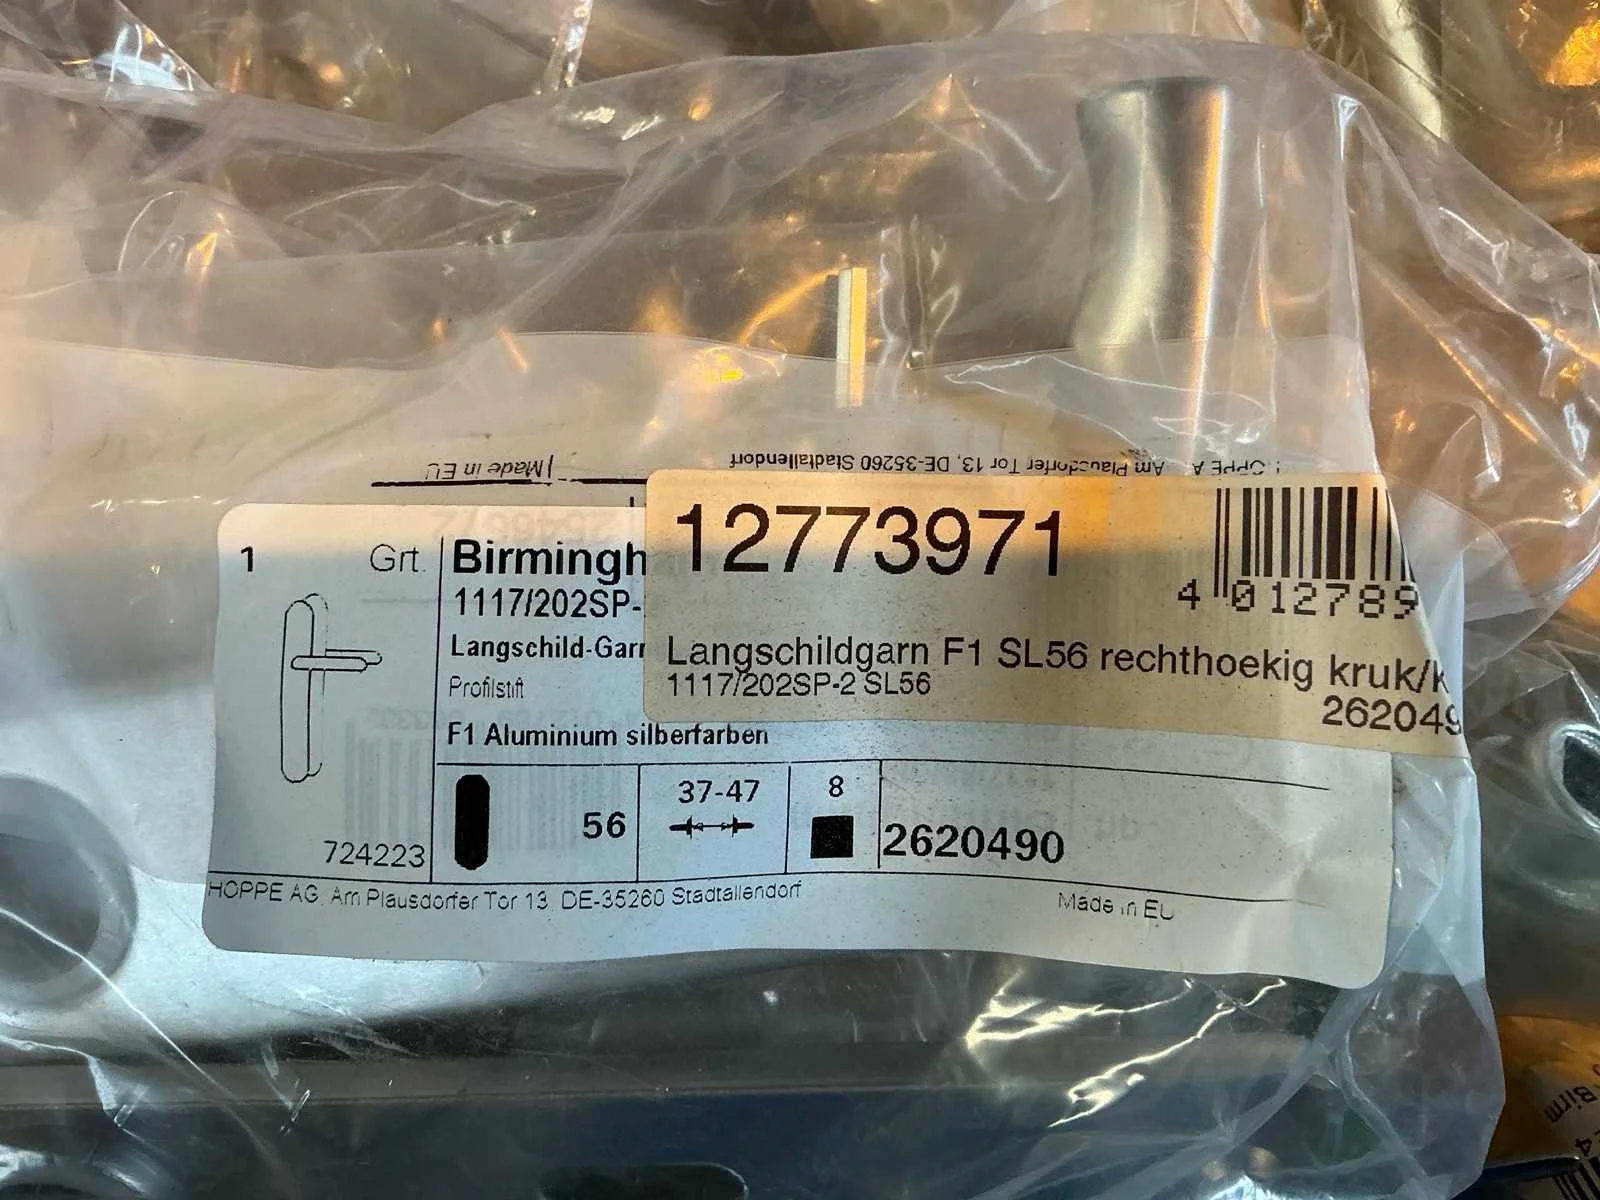 Made in EU
Am Plausdorfer Tor 13, DE-35260 Stadtallendorf
1 Grt. Birmingh
1117/202SP-
Langschild-Garn
Profilstift
F1 Aluminium silberfarben
724223
56
37-47
8
2620490
HOPPE AG, Am Plausdorfer Tor 13, DE-35260 Stadtallendorf
Made in EU
12773971
4 012789
Langschildgarn F1 SL56 rechthoekig kruk/k
1117/202SP-2 SL56
262049
Birm